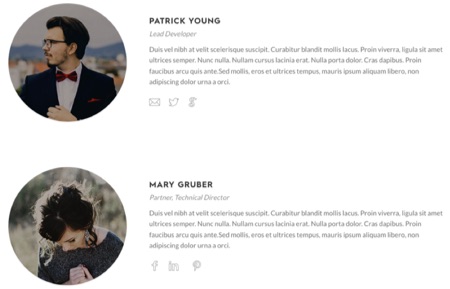 PATRICK YOUNG
Lead Developer
Duis vel nibh at velit scelerisque suscipit. Curabitur blandit mollis lacus. Proin viverra, ligula sit amet
ultrices semper. Nunc nulla. Nullam cursus lacinia erat. Nulla porta dolor. Cras dapibus. Proin
faucibus arcu quis ante.Sed mollis, eros et ultrices tempus, mauris ipsum aliquam libero, non
adipiscing dolor urna a orci.
MARY GRUBER
Partner, Technical Director
Duis vel nibh at velit scelerisque suscipit. Curabitur blandit mollis lacus. Proin viverra, ligula sit amet
ultrices semper. Nunc nulla. Nullam cursus lacinia erat. Nulla porta dolor. Cras dapibus. Proin
faucibus arcu quis ante.Sed mollis, eros et ultrices tempus, mauris ipsum aliquam libero, non
adipiscing dolor urna a orci.